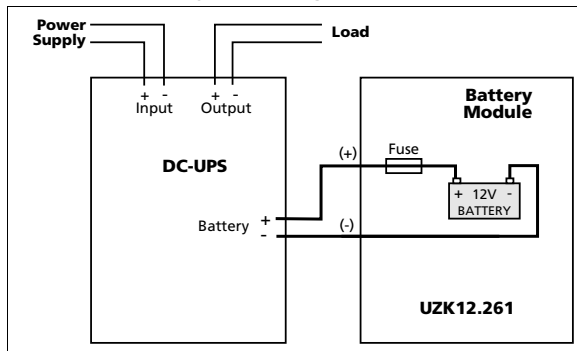 Power
Supply
Load
+ - + -
Input Output
Battery
Module
DC-UPS
(+)
Fuse
+ 12V -
BATTERY
Battery
+
-
(-)
UZK12.261